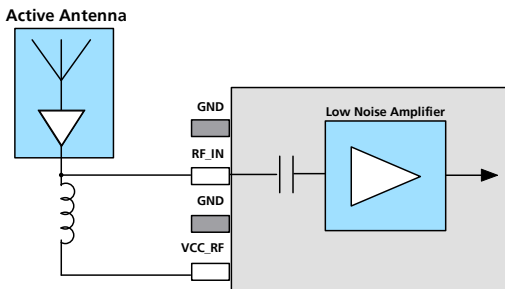 Active Antenna
GND
Low Noise Amplifier
RF_IN
GND
VCC_RF